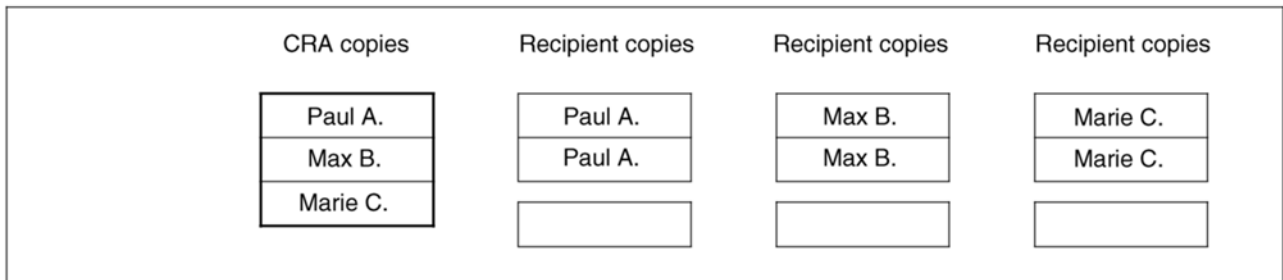 CRA copies Recipient copies Recipient copies Recipient copies
Paul A. Paul A. Max B. Marie C.
Max B. Paul A. Max B. Marie C.
Marie C.